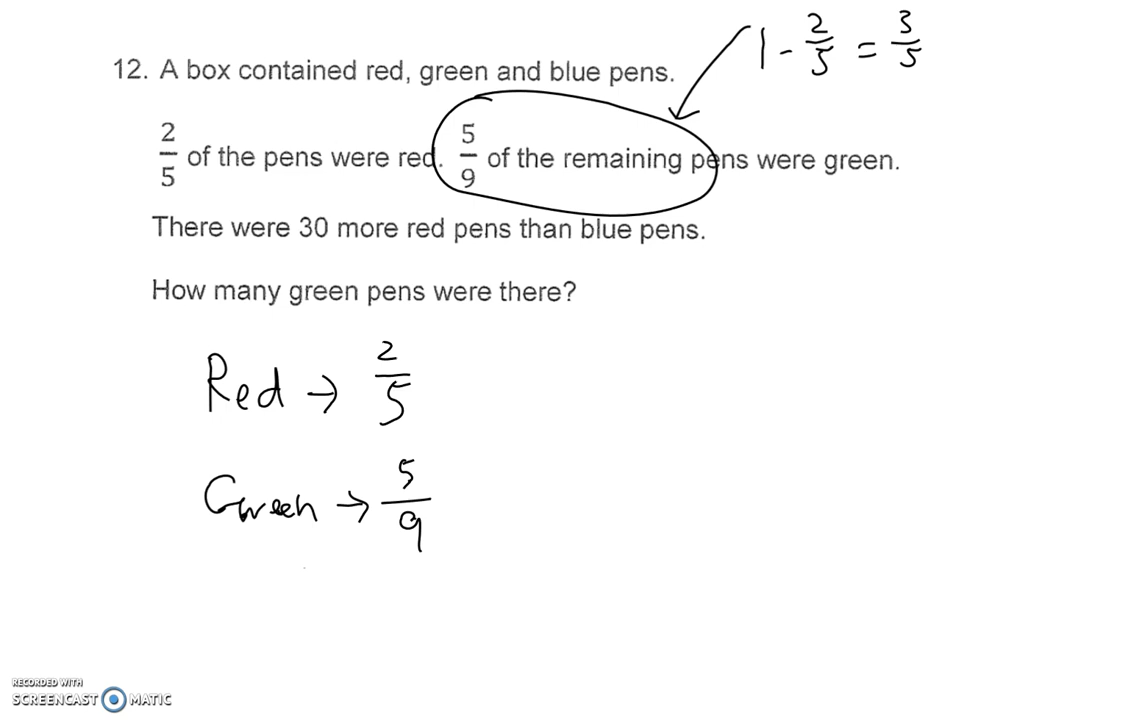 1 - 2/5 = 3/5
12. A box contained red, green and blue pens.
2/5 of the pens were red. 5/9 of the remaining pens were green.
There were 30 more red pens than blue pens.
How many green pens were there?
Red → 2/5
Green → 5/9
RECORDED WITH
SCREENCAST MATIC